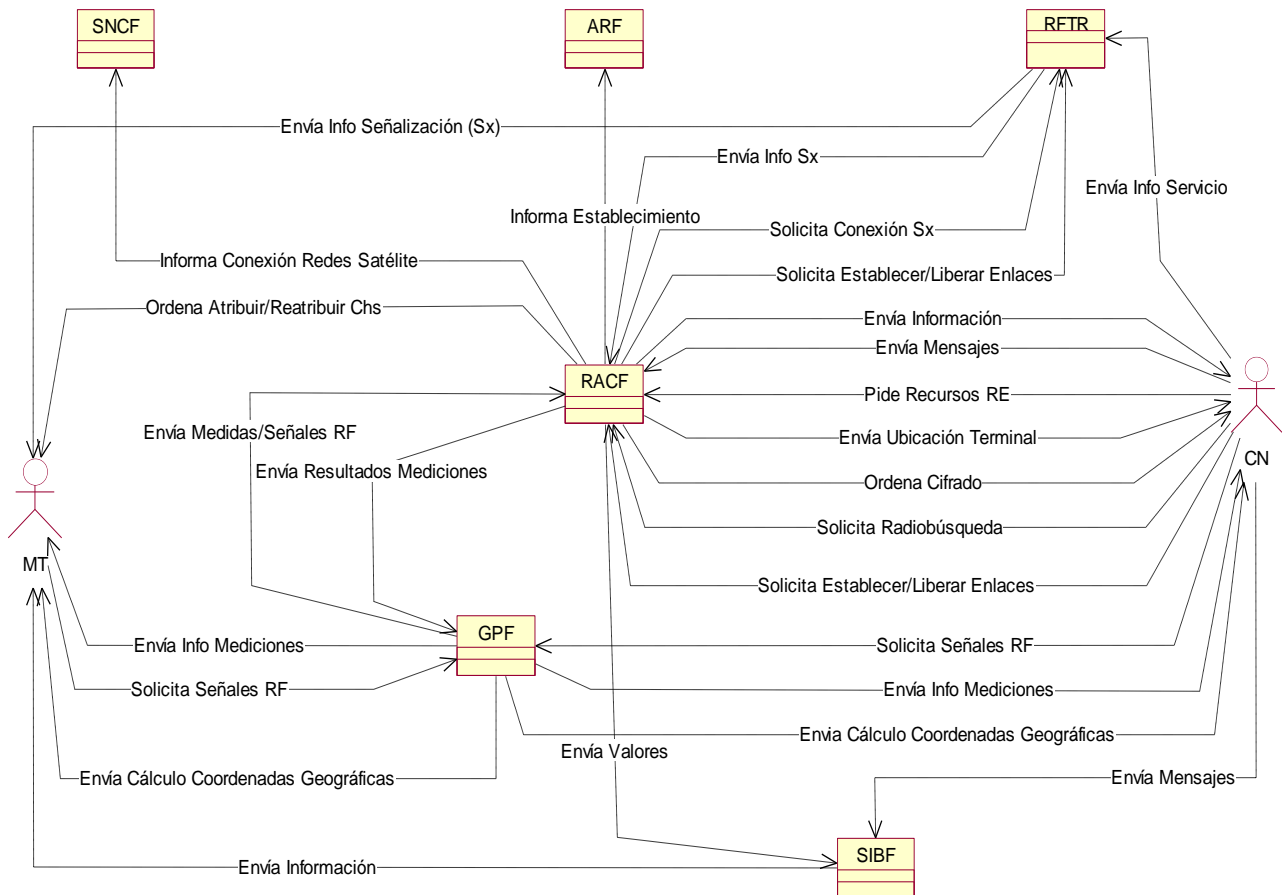 SNCF
ARF
RFTR
Envía Info Señalización (Sx)
Envía Info Sx
Envía Info Servicio
Informa Establecimiento
Solicita Conexión Sx
Informa Conexión Redes Satélite
Solicita Establecer/Liberar Enlaces
Ordena Atribuir/Reatribuir Chs
Envía Información
Envía Mensajes
RACF
Pide Recursos RE
Envía Medidas/Señales RF
Envía Ubicación Terminal
CN
Envía Resultados Mediciones
Ordena Cifrado
Solicita Radiobúsqueda
MT
Solicita Establecer/Liberar Enlaces
GPF
Envía Info Mediciones
Solicita Señales RF
Solicita Señales RF
Envía Info Mediciones
Envia Cálculo Coordenadas Geográficas
Envía Valores
Envía Cálculo Coordenadas Geográficas
Envía Mensajes
SIBF
Envía Información